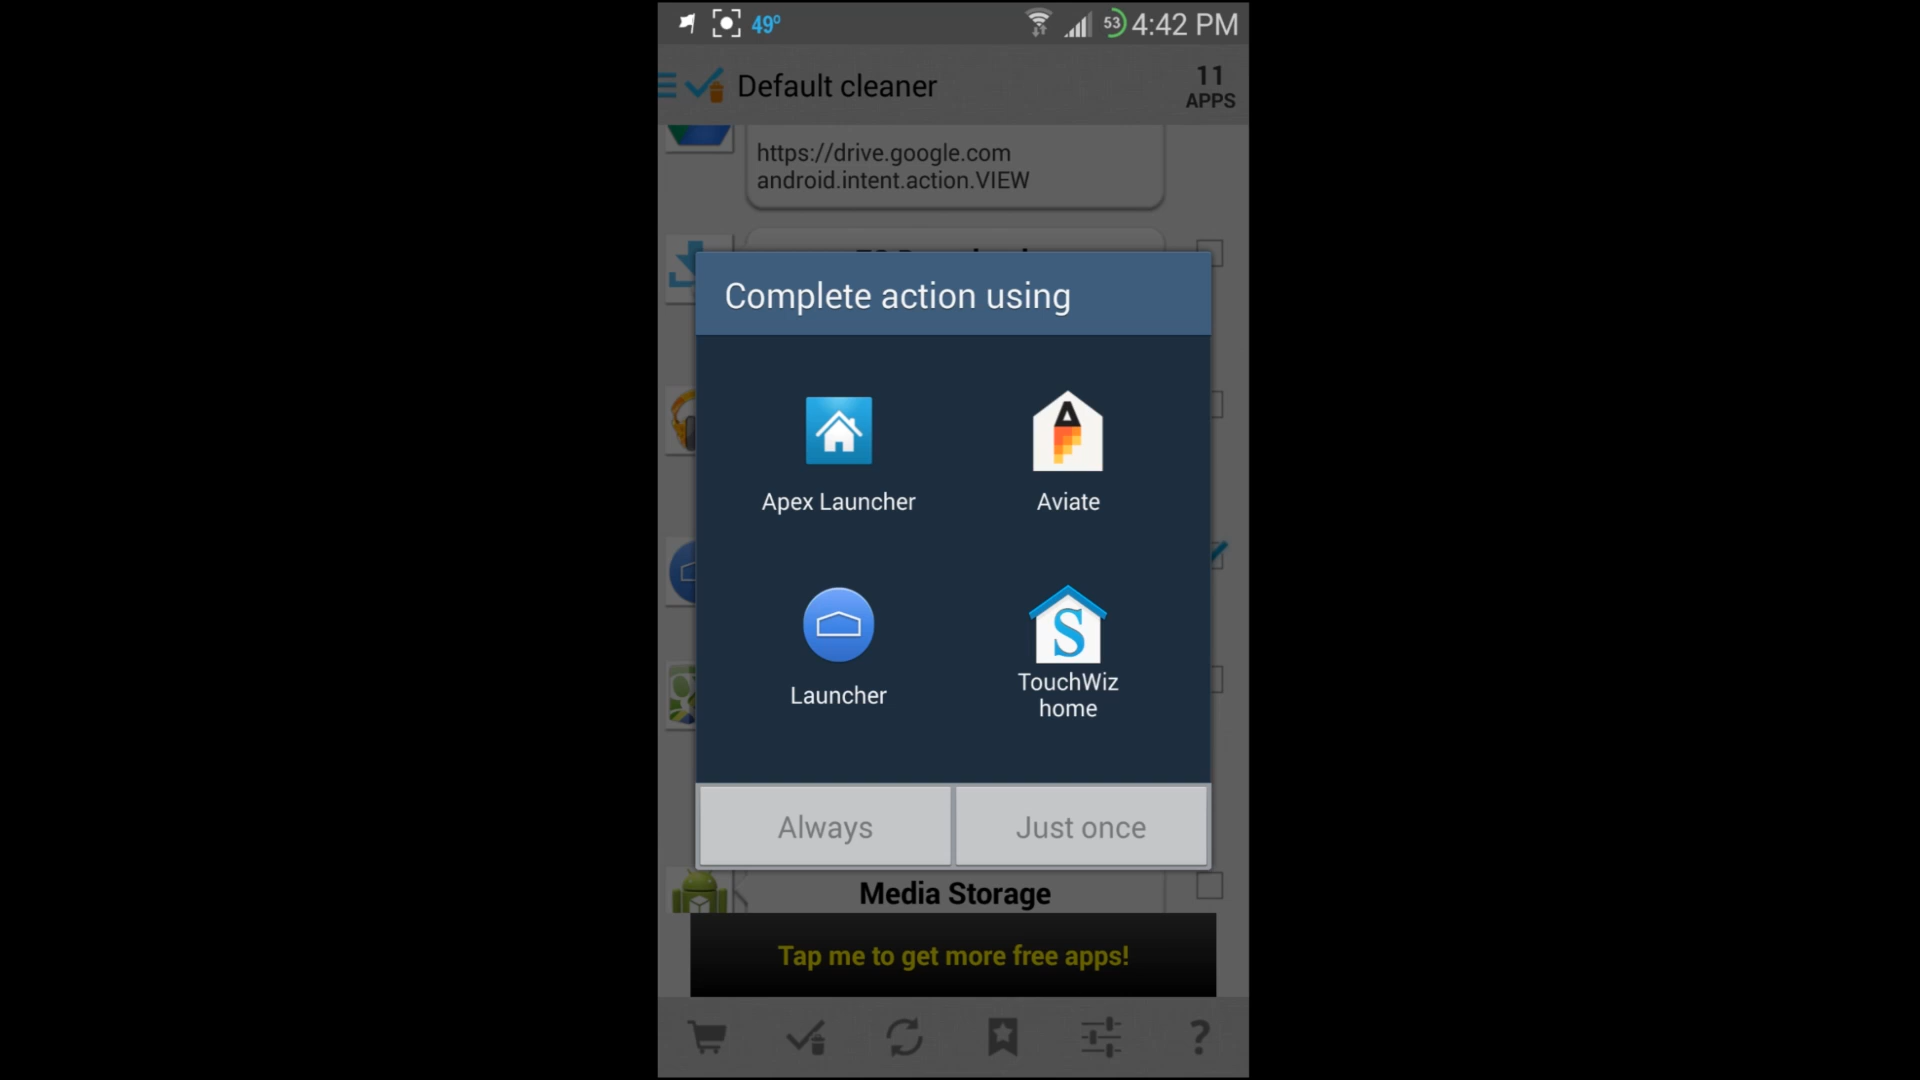 49°
53
4:42 PM
Default cleaner
11
APPS
https://drive.google.com
android.intent.action.VIEW
Complete action using
Apex Launcher
Aviate
Launcher
TouchWiz
home
Always
Just once
Media Storage
Tap me to get more free apps!